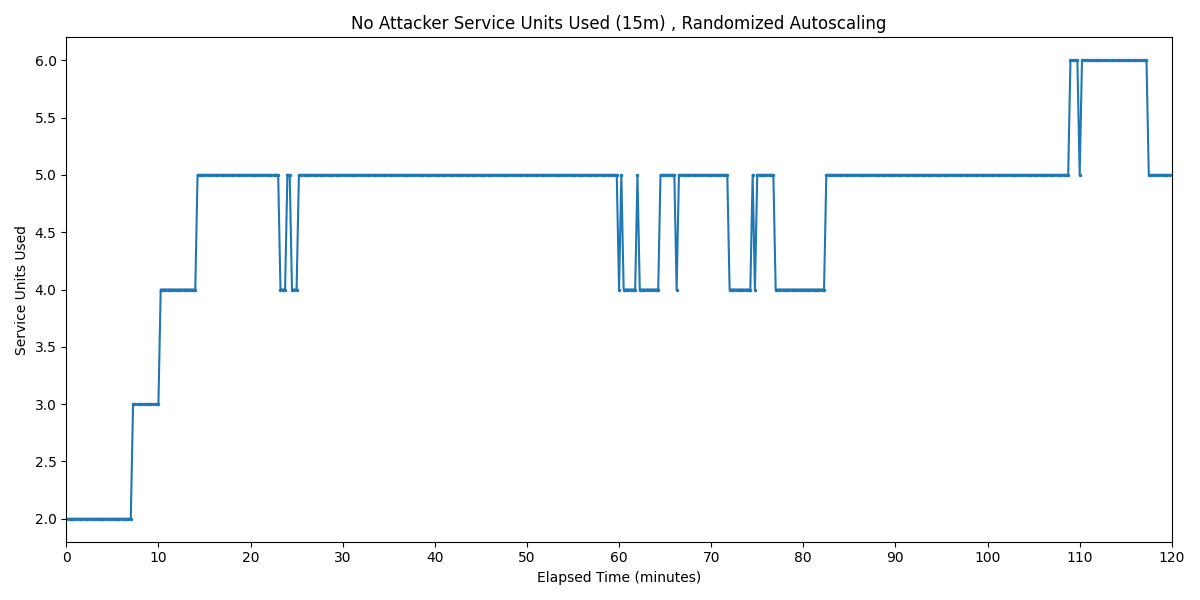 No Attacker Service Units Used (15m) , Randomized Autoscaling
6.0
5.5
5.0
4.5
4.0
3.5
3.0
2.5
2.0
Service Units Used
0 10 20 30 40 50 60 70 80 90 100 110 120
Elapsed Time (minutes)